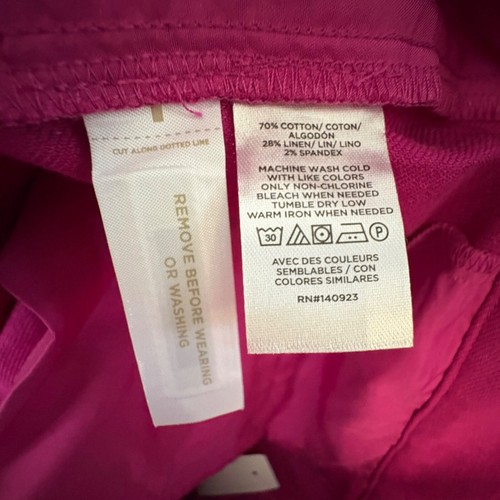 CUT ALONG DOTTED LINE
REMOVE BEFORE WEARING
OR WASHING
70% COTTON/ COTON/
ALGODÓN
28% LINEN/ LIN/ LINO
2% SPANDEX
MACHINE WASH COLD
WITH LIKE COLORS
ONLY NON-CHLORINE
BLEACH WHEN NEEDED
TUMBLE DRY LOW
WARM IRON WHEN NEEDED
30 P
AVEC DES COULEURS
SEMBLABLES / CON
COLORES SIMILARES
RN#140923